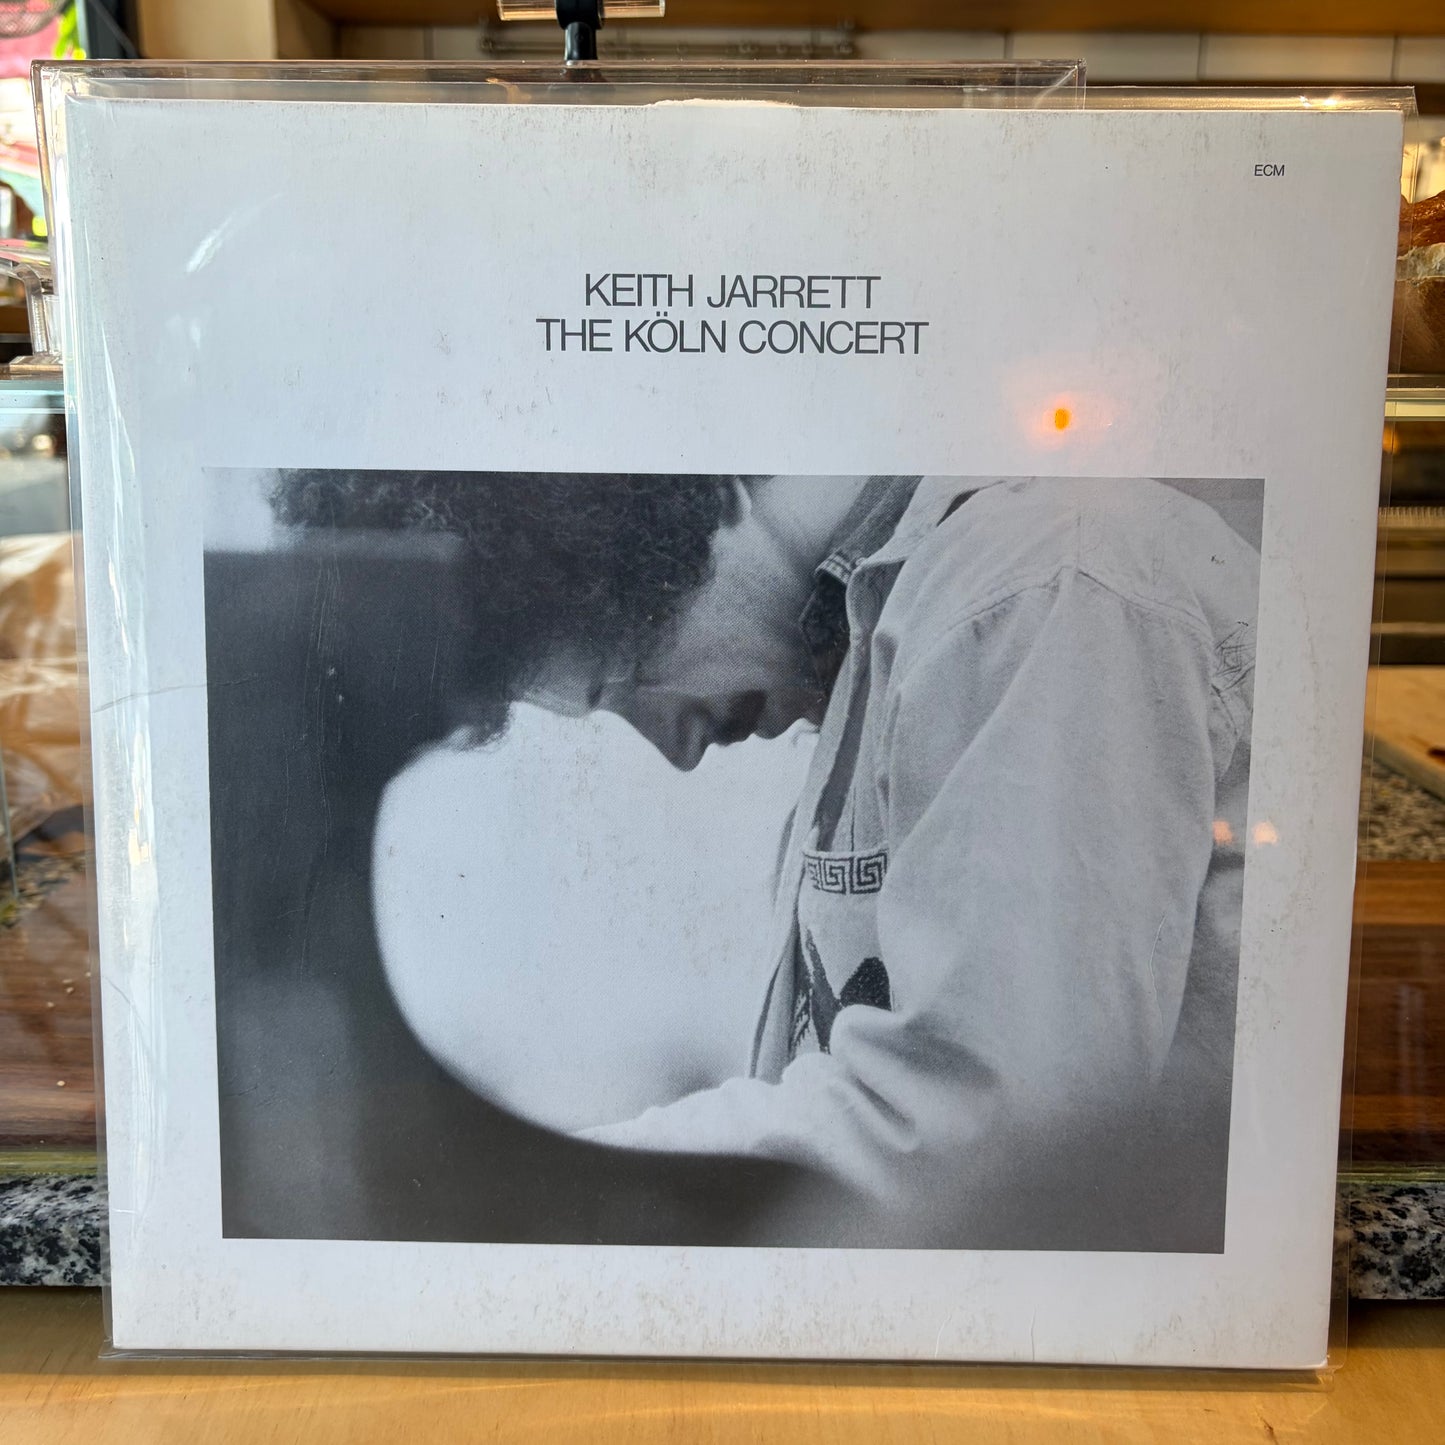 ECM
KEITH JARRETT
THE KÖLN CONCERT